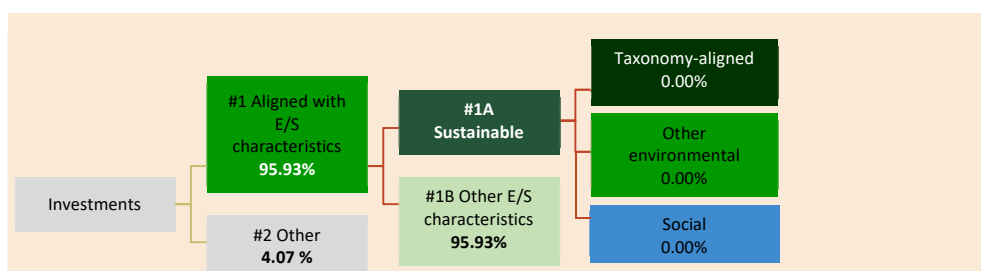 Investments
#1 Aligned with
E/S
characteristics
95.93%
#2 Other
4.07 %
#1A
Sustainable
#1B Other E/S
characteristics
95.93%
Taxonomy-aligned
0.00%
Other
environmental
0.00%
Social
0.00%